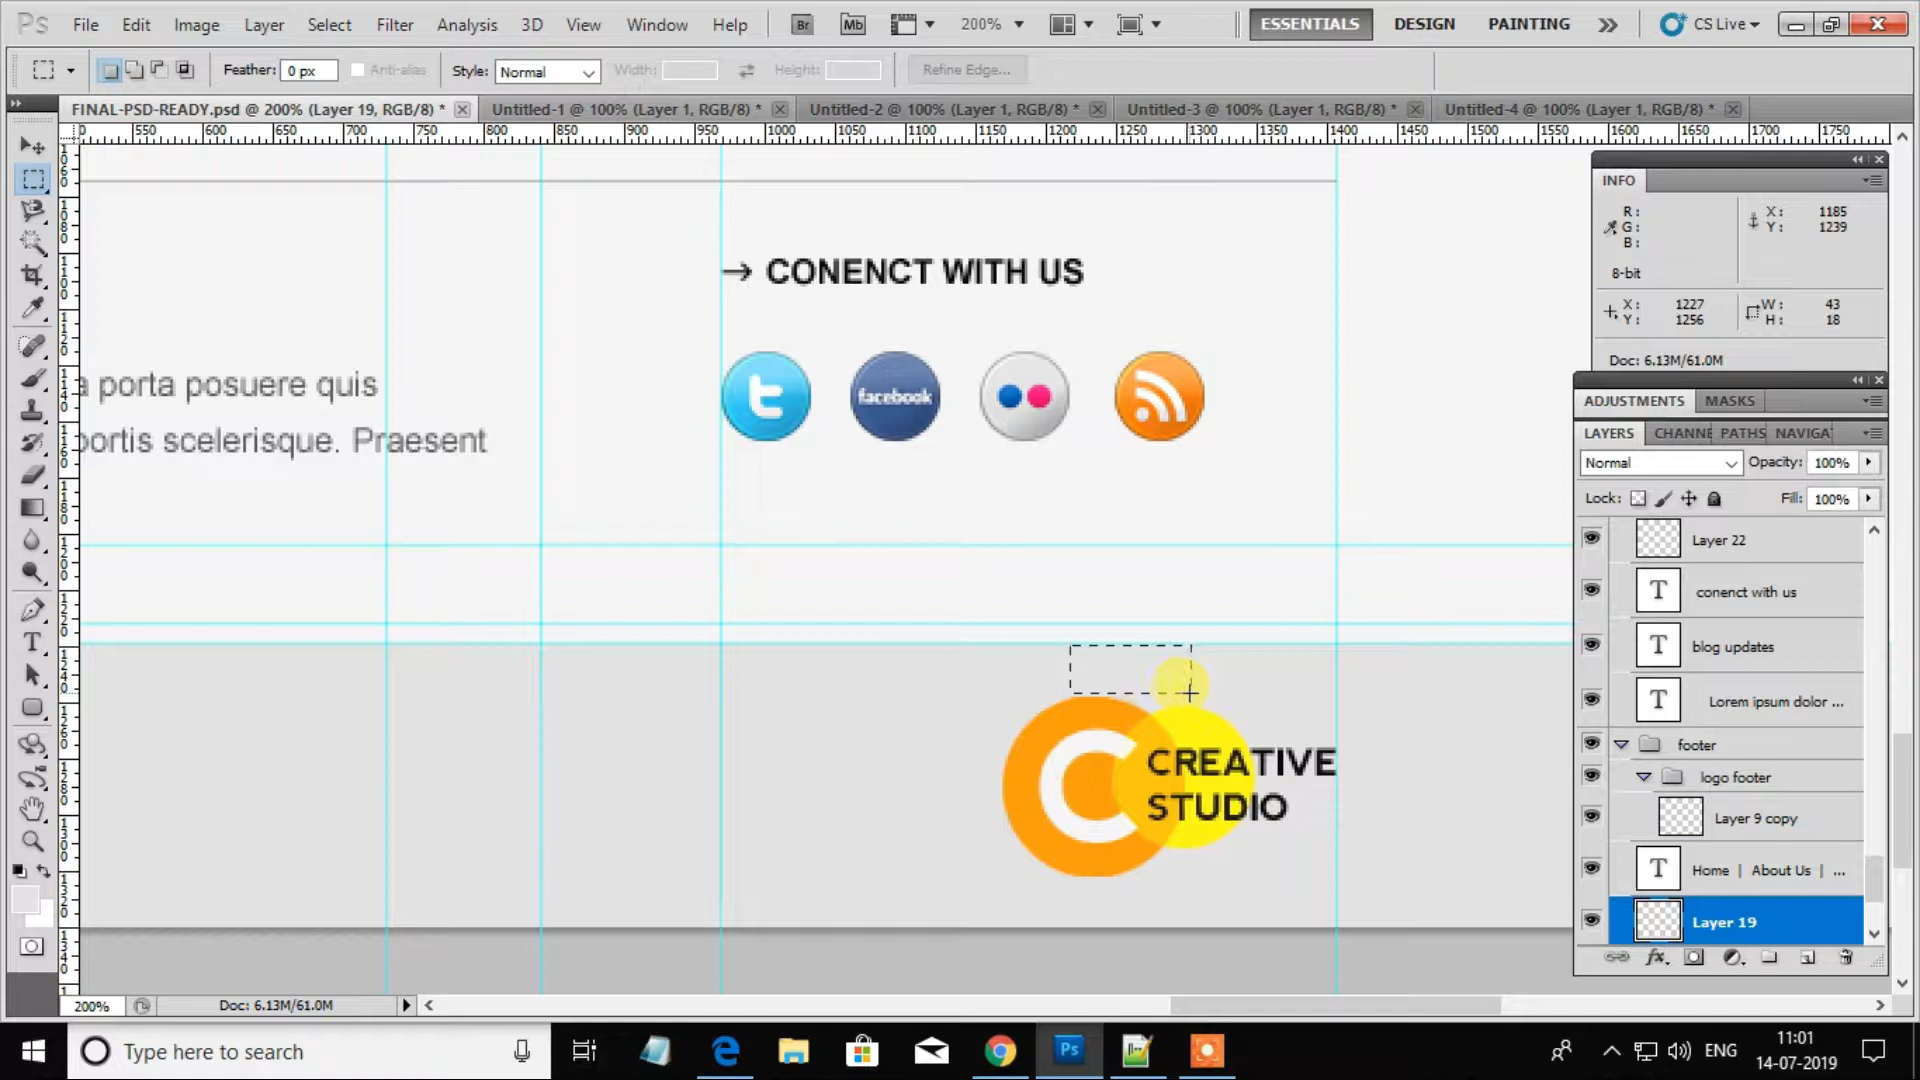 Ps File Edit Image Layer Select Filter Analysis 3D View Window Help Br Mb 200% ESSENTIALS DESIGN PAINTING CS Live
Feather: 0 px Anti-alias Style: Normal Width: Height: Refine Edge...
FINAL-PSD-READY.psd @ 200% (Layer 19, RGB/8) * Untitled-1 @ 100% (Layer 1, RGB/8) * Untitled-2 @ 100% (Layer 1, RGB/8) * Untitled-3 @ 100% (Layer 1, RGB/8) * Untitled-4 @ 100% (Layer 1, RGB/8) *
550 600 650 700 750 800 850 900 950 1000 1050 1100 1150 1200 1250 1300 1350 1400 1450 1500 1550 1600 1650 1700 1750
→ CONENCT WITH US
facebook
a porta posuere quis
portis scelerisque. Praesent
CREATIVE
STUDIO
INFO
R: X: 1185
G: Y: 1239
B:
8-bit
X: 1227 W: 43
Y: 1256 H: 18
Doc: 6.13M/61.0M
ADJUSTMENTS MASKS
LAYERS CHANNE PATHS NAVIGA
Normal Opacity: 100%
Lock: Fill: 100%
Layer 22
T conenct with us
T blog updates
T Lorem ipsum dolor ...
footer
logo footer
Layer 9 copy
T Home | About Us | ...
Layer 19
fx
200% Doc: 6.13M/61.0M
Type here to search
Ps
ENG
11:01
14-07-2019